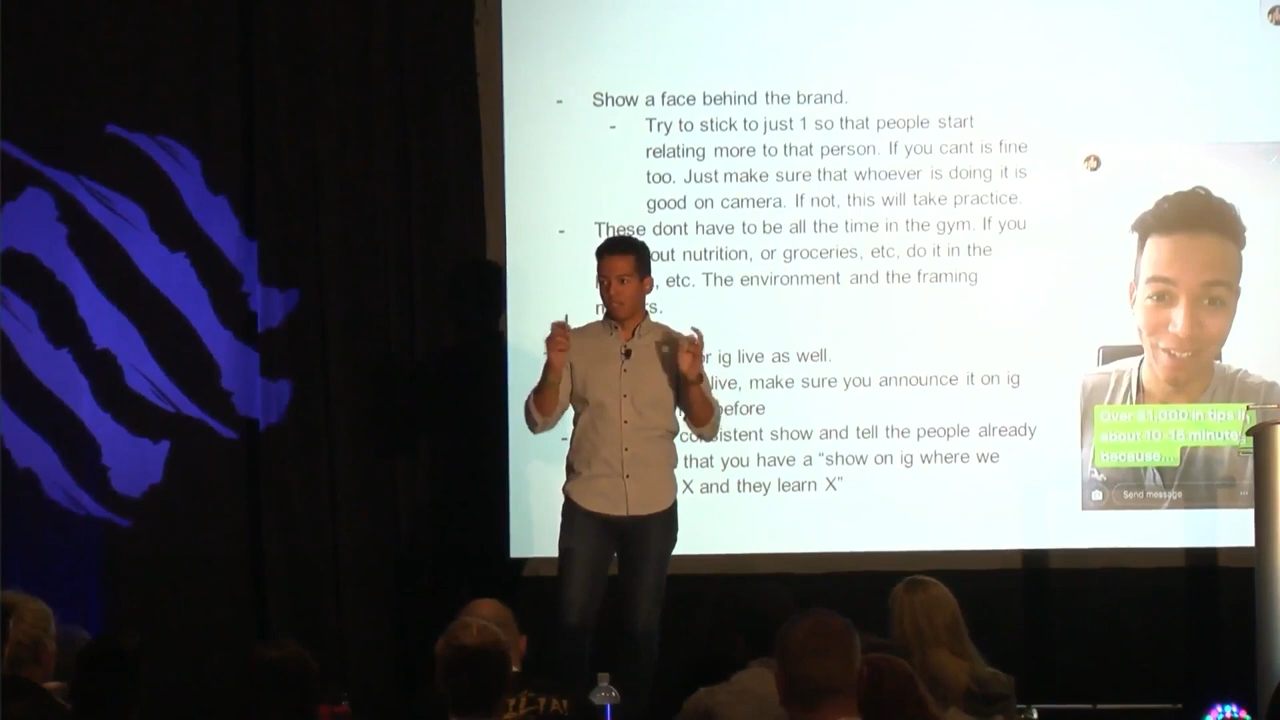 - Show a face behind the brand.
- Try to stick to just 1 so that people start
relating more to that person. If you cant is fine
too. Just make sure that whoever is doing it is
good on camera. If not, this will take practice.
- These dont have to be all the time in the gym. If you
out nutrition, or groceries, etc, do it in the
, etc. The environment and the framing
s.
ig live as well.
live, make sure you announce it on ig
before
- consistent show and tell the people already
that you have a “show on ig where we
X and they learn X”
Over $1,000 in tips in
about 10-15 minute
because...
Send message